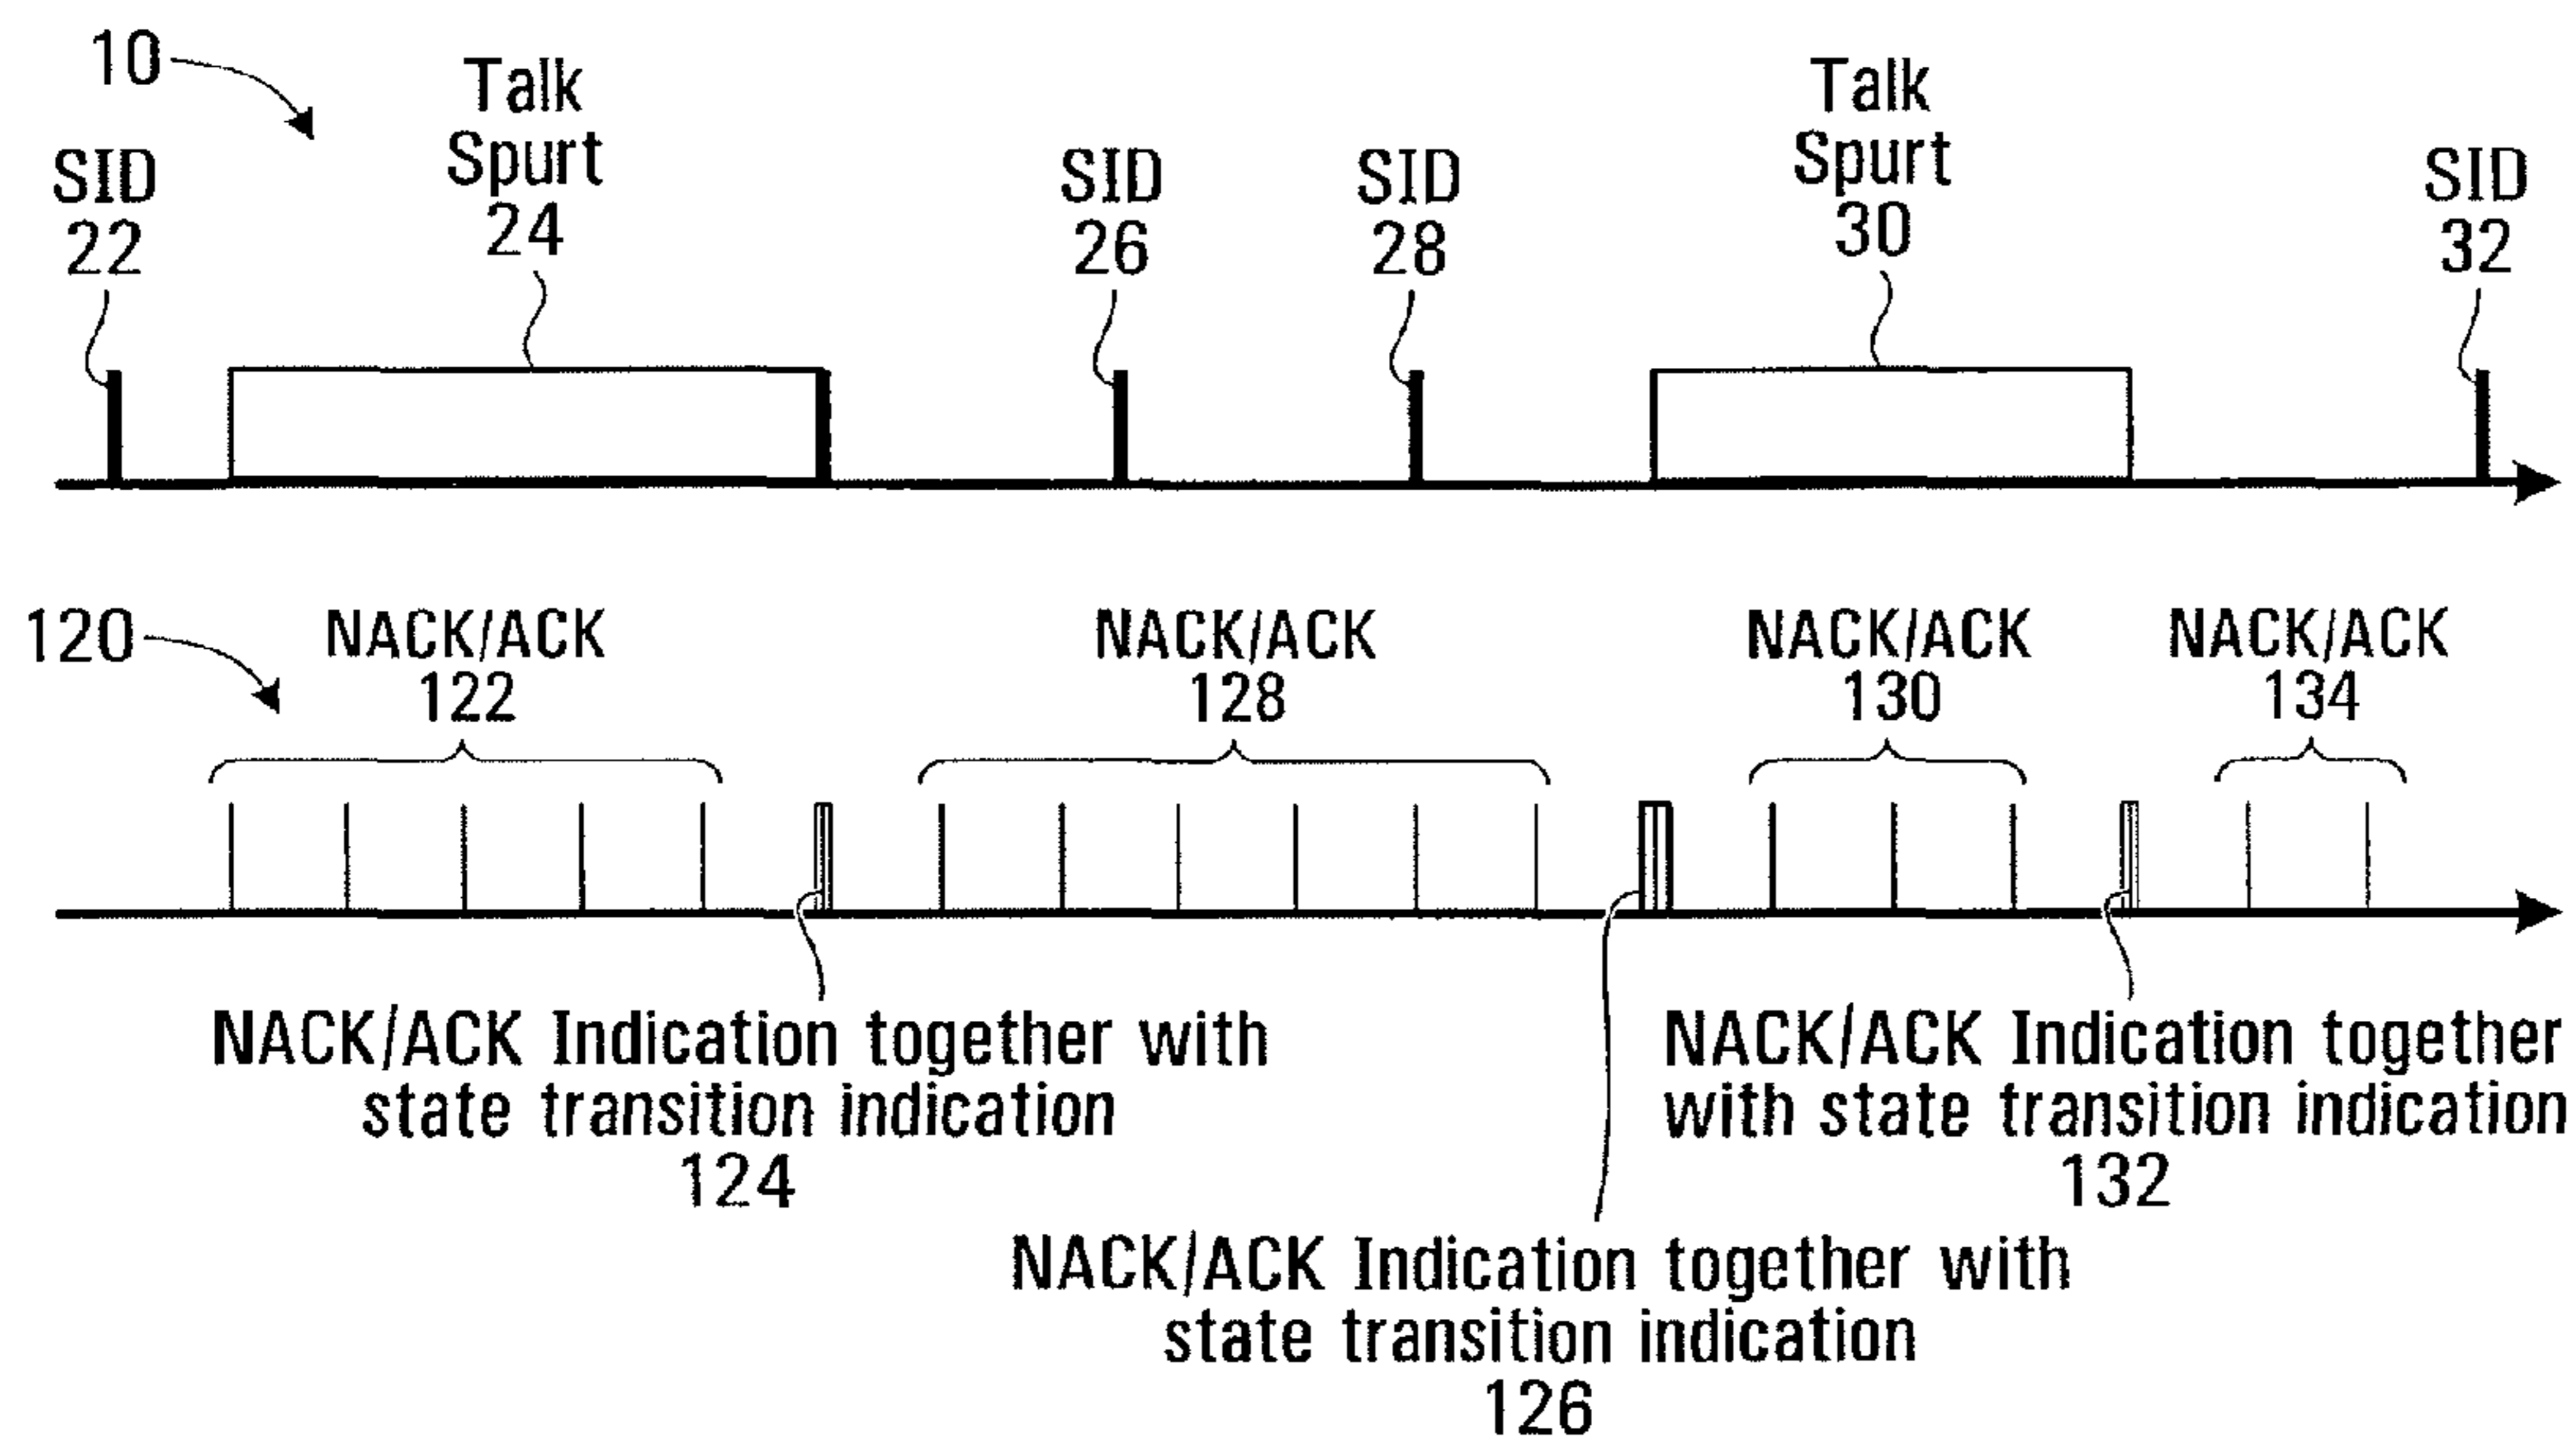 10
Talk
Spurt
24
Talk
Spurt
30
SID
22
SID
26
SID
28
SID
32
120
NACK/ACK
122
NACK/ACK
128
NACK/ACK
130
NACK/ACK
134
NACK/ACK Indication together with
state transition indication
124
NACK/ACK Indication together
with state transition indication
132
NACK/ACK Indication together with
state transition indication
126